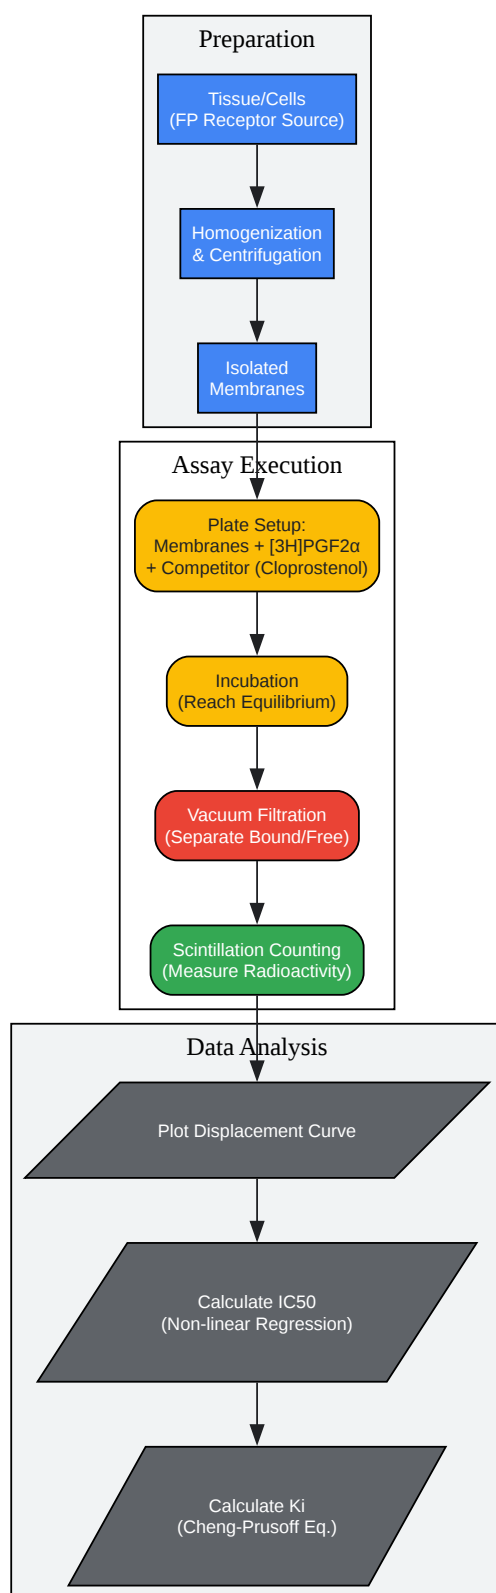 Preparation
Tissue/Cells
(FP Receptor Source)
Homogenization
& Centrifugation
Isolated
Membranes
Assay Execution
Plate Setup:
Membranes + [3H]PGF2α
+ Competitor (Cloprostenol)
Incubation
(Reach Equilibrium)
Vacuum Filtration
(Separate Bound/Free)
Scintillation Counting
(Measure Radioactivity)
Data Analysis
Plot Displacement Curve
Calculate IC50
(Non-linear Regression)
Calculate Ki
(Cheng-Prusoff Eq.)